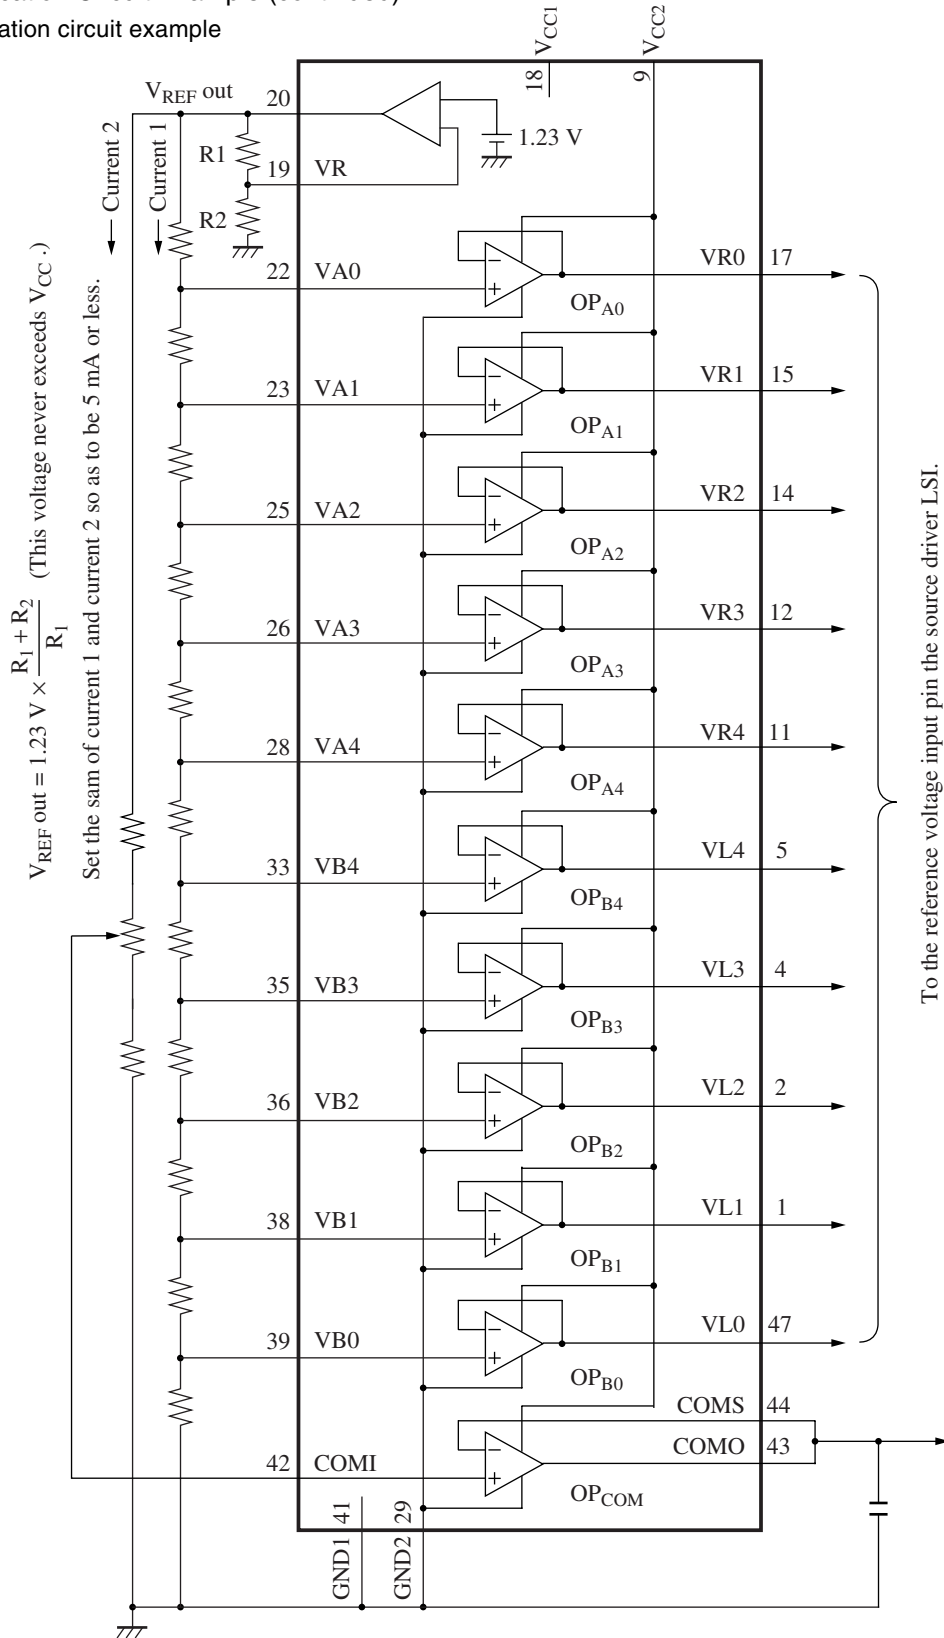 ation circuit example
VCC1
VCC2
18
9
VREF out
20
1.23 V
R1
19 VR
R2
Current 2
Current 1
VREF out = 1.23 V × R1 + R2 / R1 (This voltage never exceeds VCC .)
Set the sam of current 1 and current 2 so as to be 5 mA or less.
22 VA0
OPA0
VR0 17
23 VA1
OPA1
VR1 15
25 VA2
OPA2
VR2 14
26 VA3
OPA3
VR3 12
28 VA4
OPA4
VR4 11
33 VB4
OPB4
VL4 5
35 VB3
OPB3
VL3 4
36 VB2
OPB2
VL2 2
38 VB1
OPB1
VL1 1
39 VB0
OPB0
VL0 47
COMS 44
COMO 43
42 COMI
OPCOM
GND1 41
GND2 29
To the reference voltage input pin the source driver LSI.